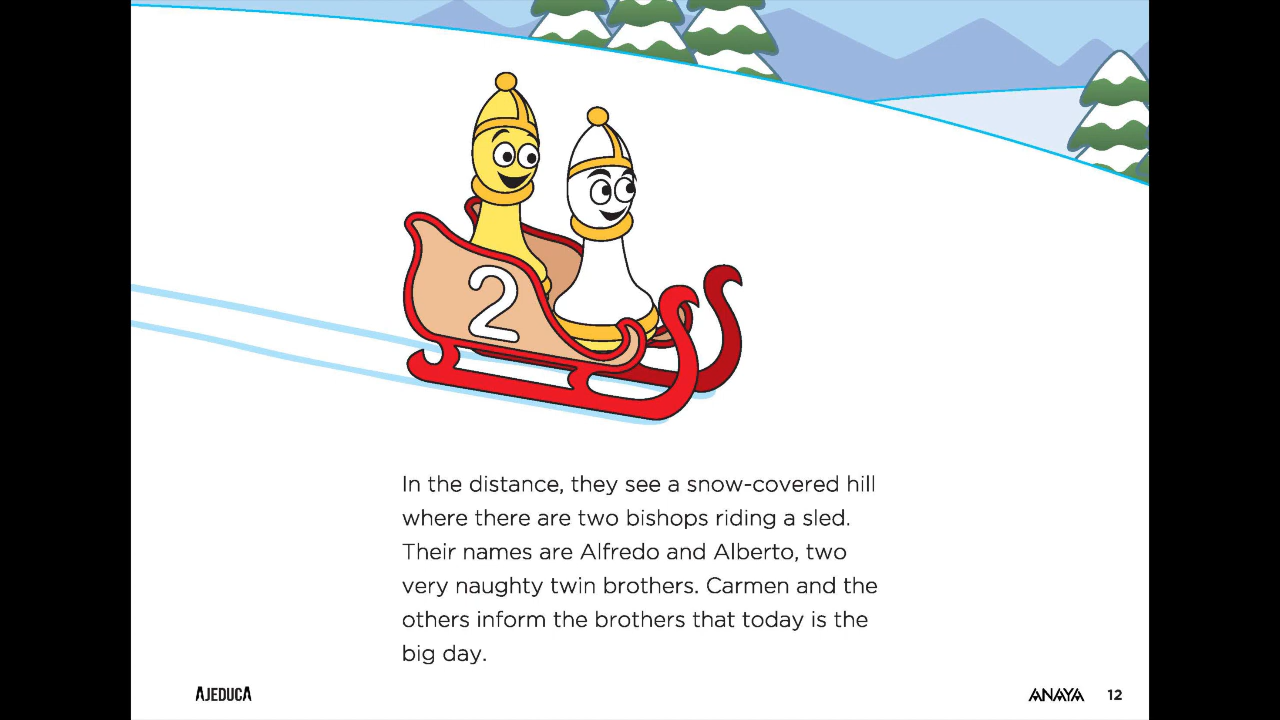 2
In the distance, they see a snow-covered hill
where there are two bishops riding a sled.
Their names are Alfredo and Alberto, two
very naughty twin brothers. Carmen and the
others inform the brothers that today is the
big day.
AJEDUCA
ANAYA 12